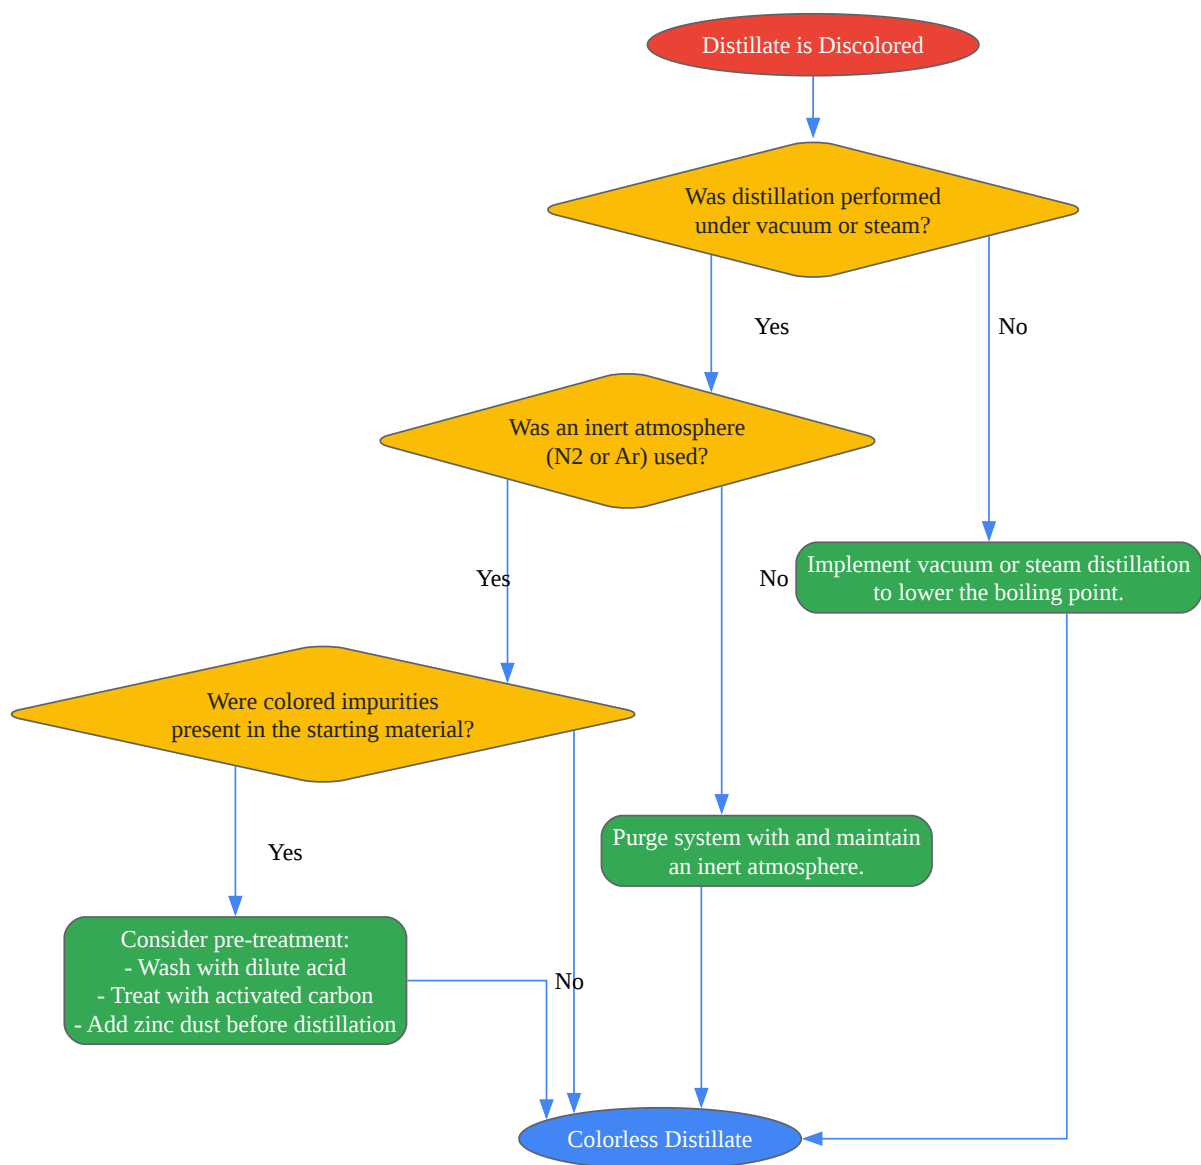 Distillate is Discolored
Was distillation performed
under vacuum or steam?
Yes
No
Was an inert atmosphere
(N2 or Ar) used?
Yes
No
Implement vacuum or steam distillation
to lower the boiling point.
Were colored impurities
present in the starting material?
Yes
Purge system with and maintain
an inert atmosphere.
Consider pre-treatment:
- Wash with dilute acid
- Treat with activated carbon
- Add zinc dust before distillation
No
Colorless Distillate